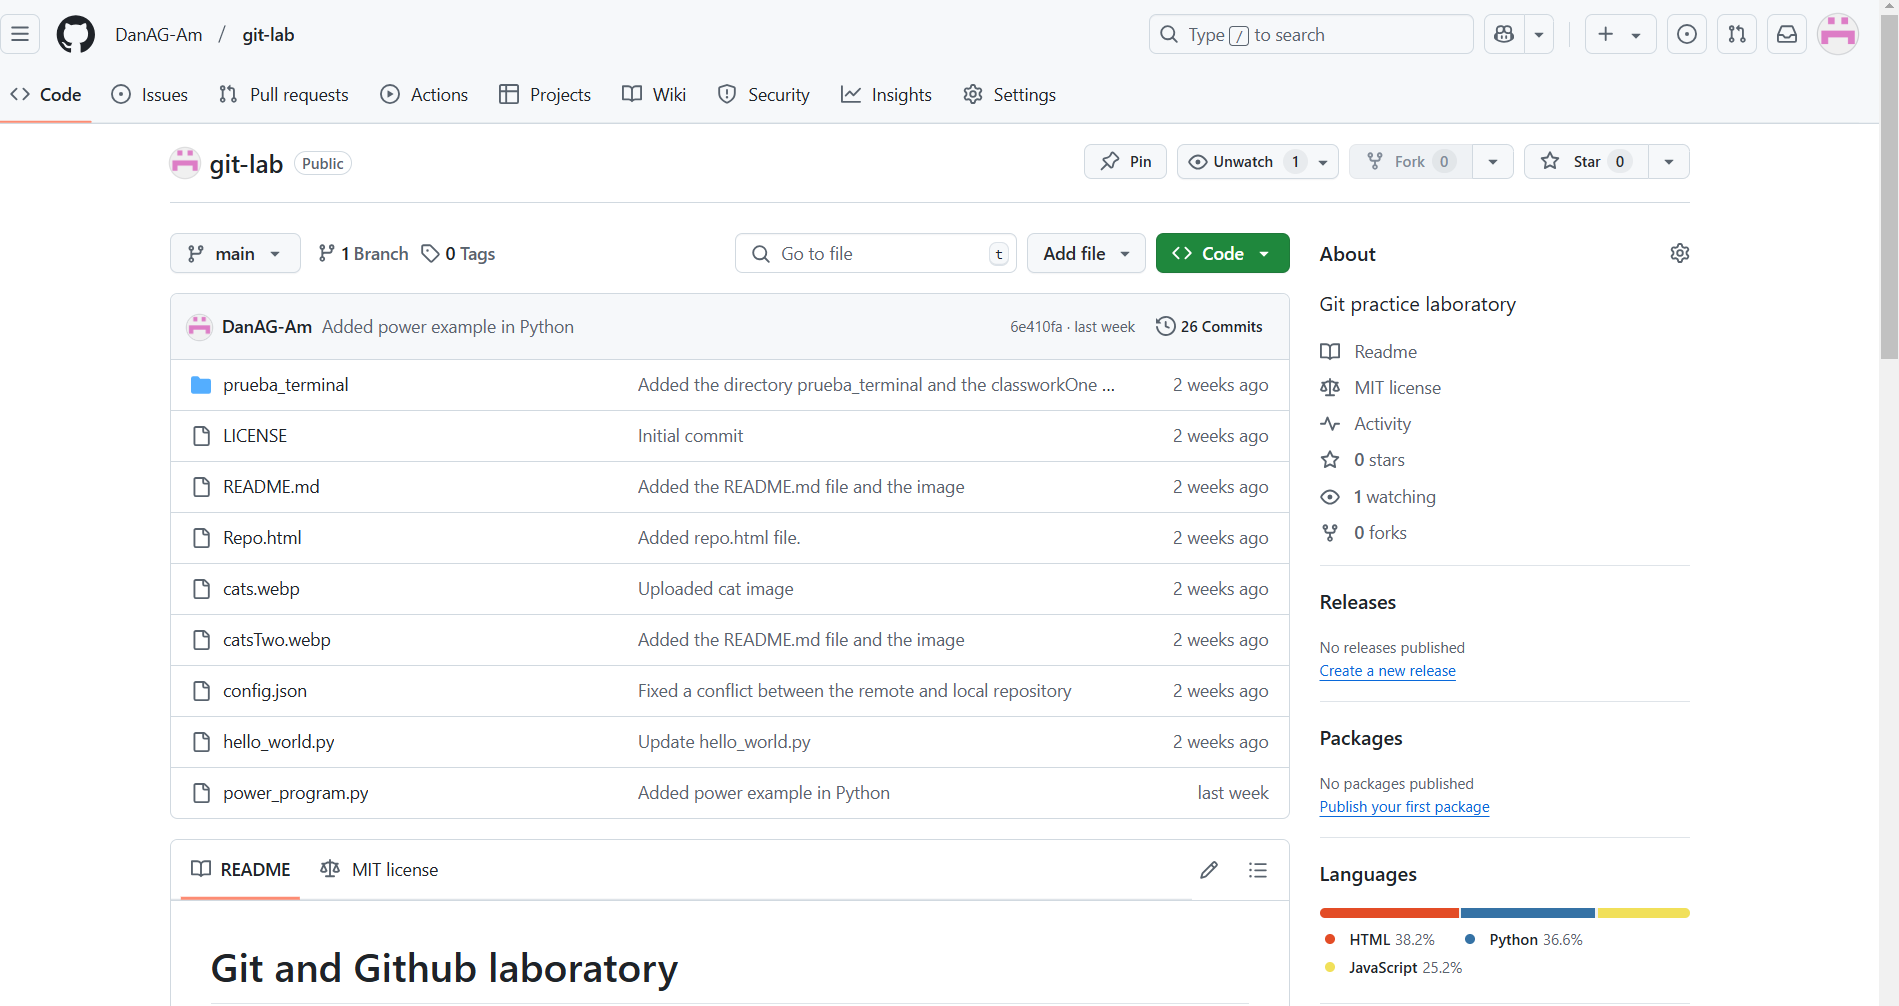 DanAG-Am / git-lab
Type / to search
Code Issues Pull requests Actions Projects Wiki Security Insights Settings
git-lab Public
Pin Unwatch 1 Fork 0 Star 0
main 1 Branch 0 Tags
Go to file t Add file Code
DanAG-Am Added power example in Python 6e410fa · last week 26 Commits
prueba_terminal Added the directory prueba_terminal and the classworkOne ... 2 weeks ago
LICENSE Initial commit 2 weeks ago
README.md Added the README.md file and the image 2 weeks ago
Repo.html Added repo.html file. 2 weeks ago
cats.webp Uploaded cat image 2 weeks ago
catsTwo.webp Added the README.md file and the image 2 weeks ago
config.json Fixed a conflict between the remote and local repository 2 weeks ago
hello_world.py Update hello_world.py 2 weeks ago
power_program.py Added power example in Python last week
README MIT license
Git and Github laboratory
About
Git practice laboratory
Readme
MIT license
Activity
0 stars
1 watching
0 forks
Releases
No releases published
Create a new release
Packages
No packages published
Publish your first package
Languages
HTML 38.2% Python 36.6%
JavaScript 25.2%